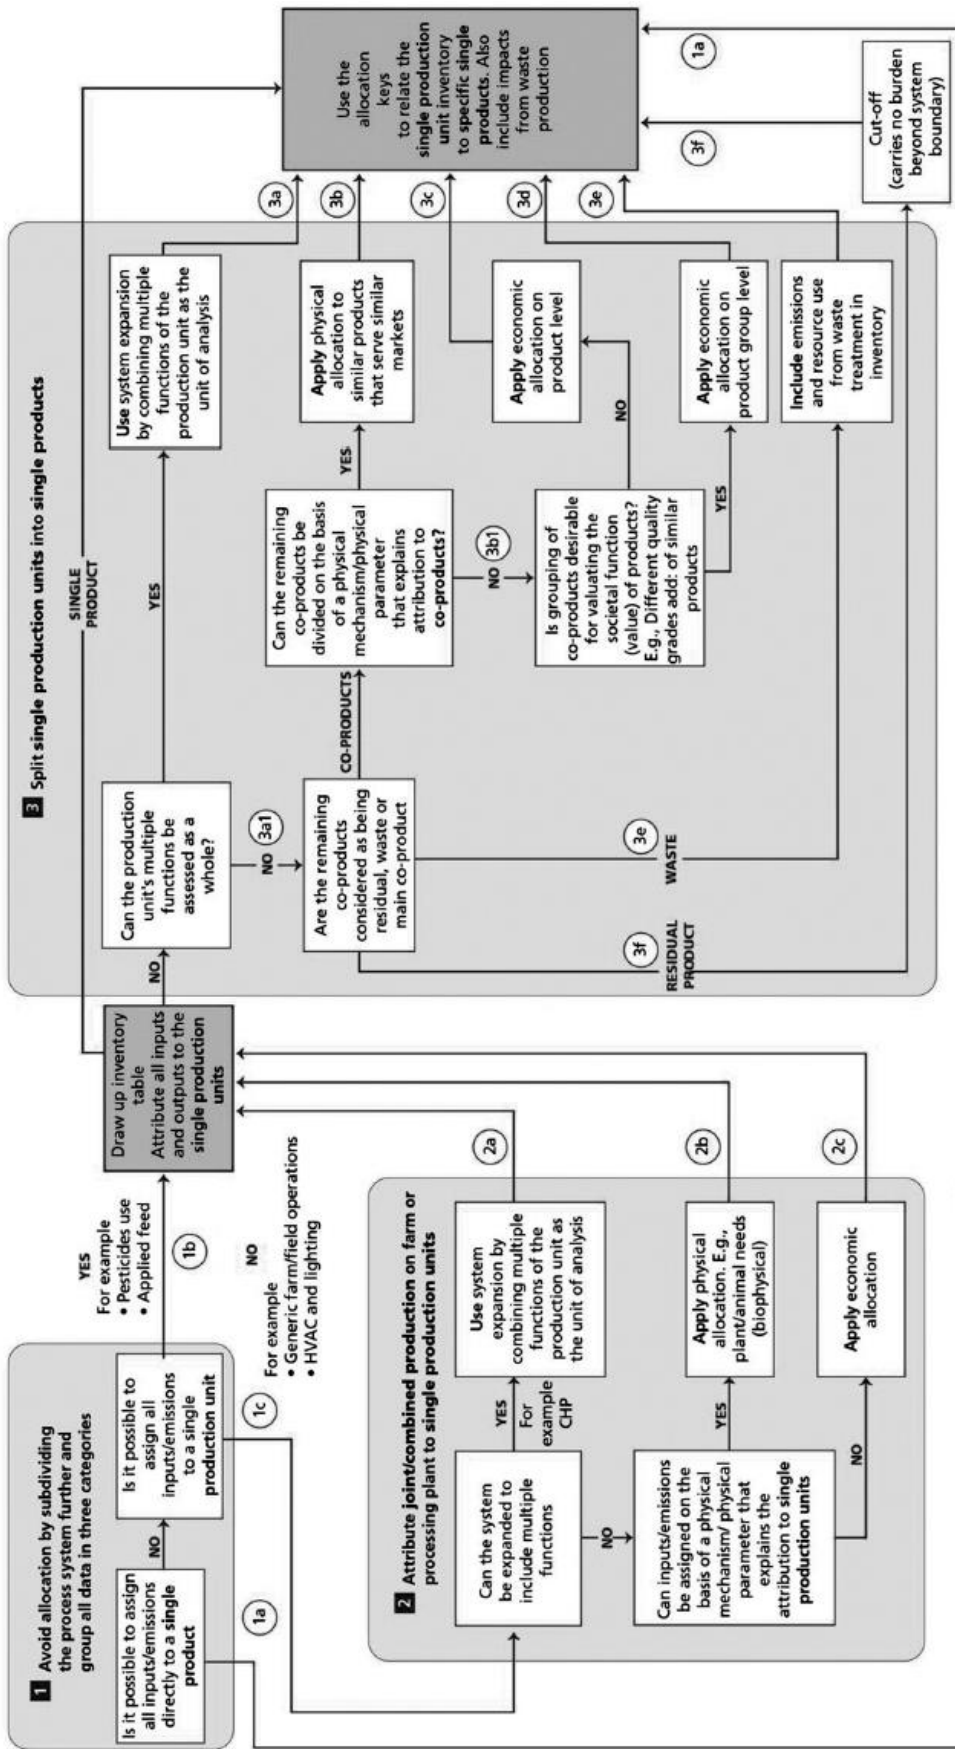 1 Avoid allocation by subdividing
the process system further and
group all data in three categories
Is it possible to assign
all inputs/emissions
directly to a single
product
NO
Is it possible to
assign all
inputs/emissions
to a single
production unit
1a
1c
YES
For example
• Pesticides use
• Applied feed
1b
NO
For example
• Generic farm/field operations
• HVAC and lighting
Draw up inventory
table
Attribute all inputs
and outputs to the
single production
units
2 Attribute joint/combined production on farm or
processing plant to single production units
Can the system
be expanded to
include multiple
functions
YES
For
example
CHP
Use system
expansion by
combining multiple
functions of the
production unit as
the unit of analysis
2a
NO
Can inputs/emissions
be assigned on the
basis of a physical
mechanism/ physical
parameter that
explains the
attribution to single
production units
YES
Apply physical
allocation. E.g.,
plant/animal needs
(biophysical)
2b
NO
Apply economic
allocation
2c
SINGLE
PRODUCT
3 Split single production units into single products
NO
Can the production
unit's multiple
functions be
assessed as a
whole?
YES
Use system expansion
by combining multiple
functions of the
production unit as the
unit of analysis
3a
NO
3a1
Are the remaining
co-products
considered as being
residual, waste or
main co-product
CO-PRODUCTS
Can the remaining
co-products be
divided on the basis
of a physical
mechanism/physical
parameter
that explains
attribution to
co-products?
YES
Apply physical
allocation to
similar products
that serve similar
markets
3b
NO
3b1
Is grouping of
co-products desirable
for valuating the
societal function
(value) of products?
E.g., Different quality
grades add: of similar
products
NO
Apply economic
allocation on
product level
3c
YES
Apply economic
allocation on
product group level
3d
3e
WASTE
Include emissions
and resource use
from waste
treatment in
inventory
3e
3f
RESIDUAL
PRODUCT
Cut-off
(carries no burden
beyond system
boundary)
3f
1a
Use the
allocation
keys
to relate the
single production
unit inventory
to specific single
products. Also
include impacts
from waste
production